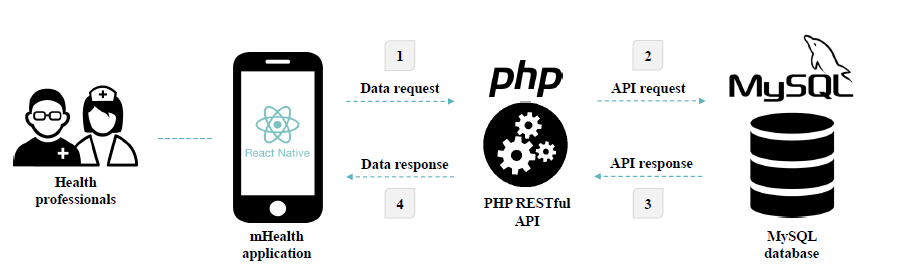 1
2
php
MySQL
Data request
API request
React Native
Data response
API response
Health
professionals
4
3
PHP RESTful
API
mHealth
application
MySQL
database